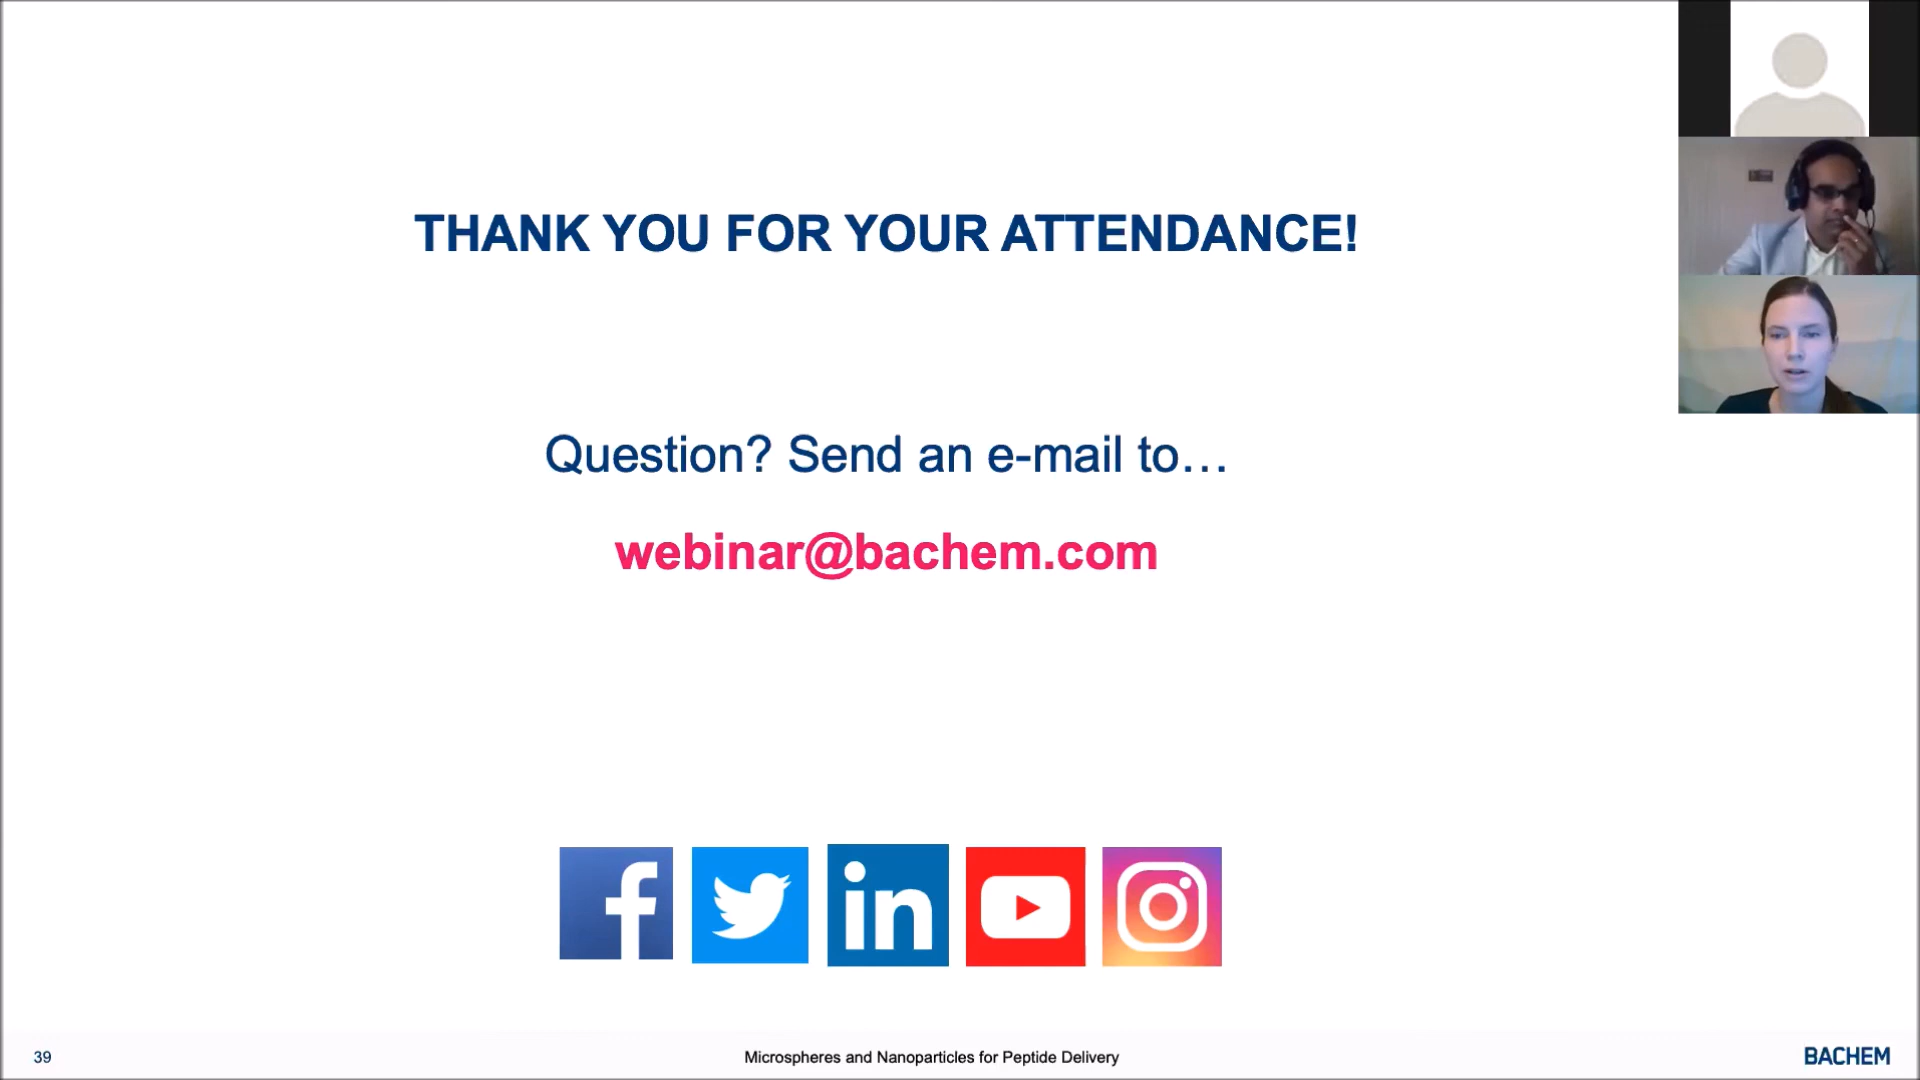 THANK YOU FOR YOUR ATTENDANCE!
Question? Send an e-mail to…
webinar@bachem.com
39
Microspheres and Nanoparticles for Peptide Delivery
BACHEM